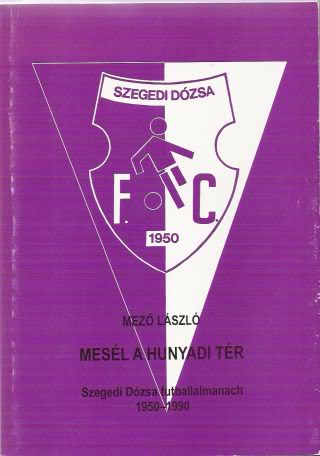 SZEGEDI DÓZSA
F. C.
1950
MEZŐ LÁSZLÓ
MESÉL A HUNYADI TÉR
Szegedi Dózsa futballalmanach
1950–1990